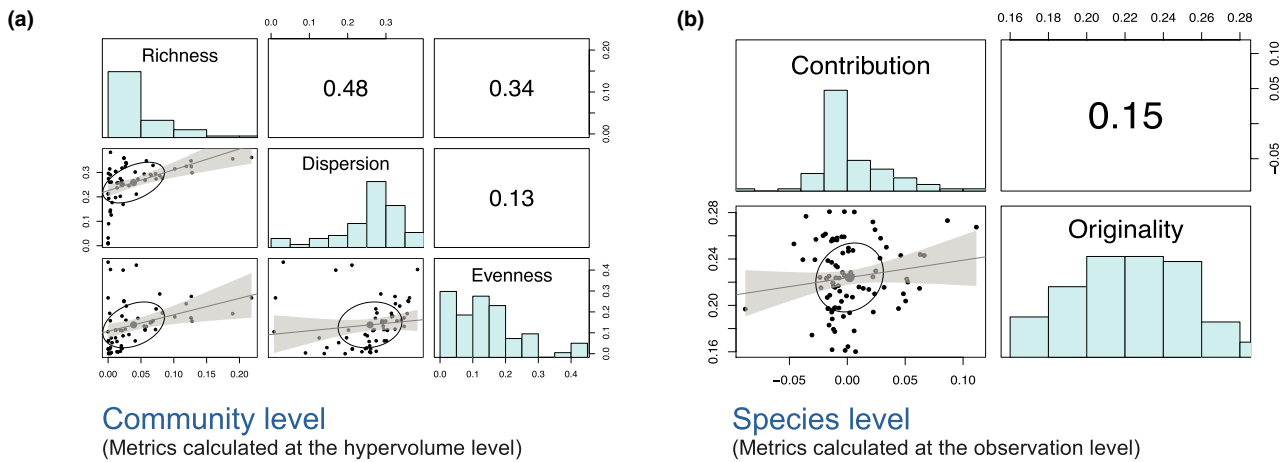 (a)
0.0 0.1 0.2 0.3
Richness
0.48
0.34
0.00 0.10 0.20
0.0 0.1 0.2 0.3
Dispersion
0.13
Evenness
0.0 0.1 0.2 0.3 0.4
0.00 0.05 0.10 0.15 0.20
0.0 0.1 0.2 0.3 0.4
Community level
(Metrics calculated at the hypervolume level)
(b)
0.16 0.18 0.20 0.22 0.24 0.26 0.28
Contribution
0.15
−0.05 0.05 0.10
0.16 0.20 0.24 0.28
Originality
−0.05 0.00 0.05 0.10
Species level
(Metrics calculated at the observation level)